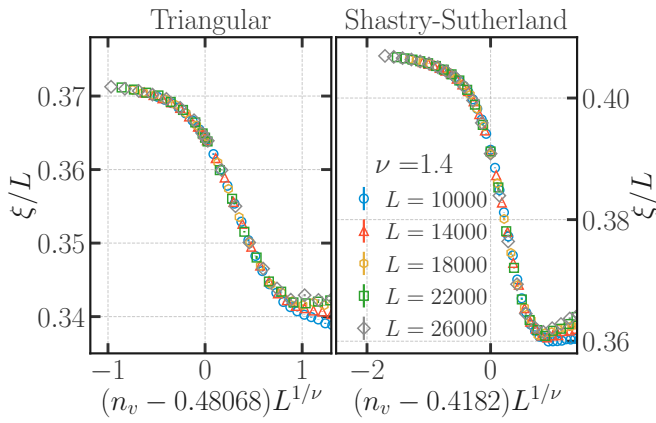 Triangular
Shastry-Sutherland
ξ/L
0.37
0.36
0.35
0.34
−1
0
1
(n_v − 0.48068)L^{1/ν}
ν =1.4
L = 10000
L = 14000
L = 18000
L = 22000
L = 26000
−2
0
(n_v − 0.4182)L^{1/ν}
0.40
0.38
0.36
ξ/L